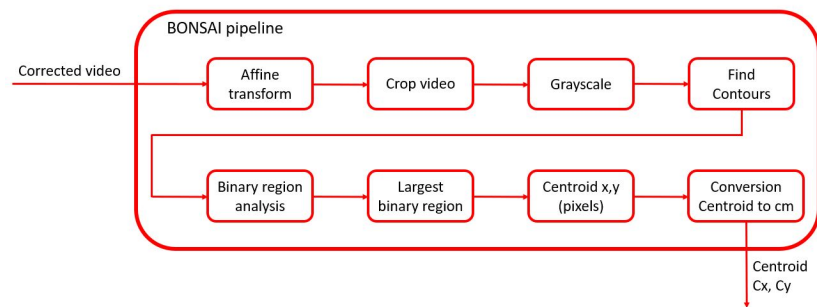 BONSAI pipeline
Corrected video
Affine
transform
Crop video
Grayscale
Find
Contours
Binary region
analysis
Largest
binary region
Centroid x,y
(pixels)
Conversion
Centroid to cm
Centroid
Cx, Cy